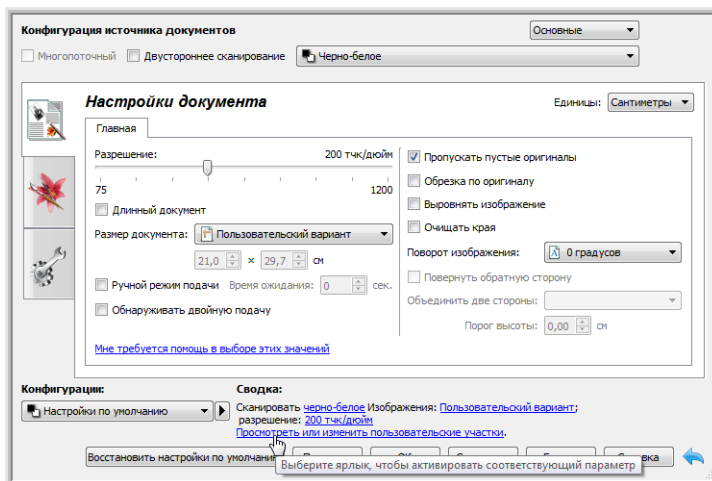 Конфигурация источника документов
Основные
Многопоточный
Двустороннее сканирование
Черно-белое
Настройки документа
Единицы: Сантиметры
Главная
Разрешение: 200 тчк/дюйм
75 1200
Длинный документ
Размер документа: Пользовательский вариант
21,0 × 29,7 см
Ручной режим подачи Время ожидания: 0 сек.
Обнаруживать двойную подачу
Мне требуется помощь в выборе этих значений
Пропускать пустые оригиналы
Обрезка по оригиналу
Выровнять изображение
Очищать края
Поворот изображения: 0 градусов
Повернуть обратную сторону
Объединить две стороны:
Порог высоты: 0,00 см
Конфигурации:
Настройки по умолчанию
Сводка:
Сканировать черно-белое Изображения: Пользовательский вариант;
разрешение: 200 тчк/дюйм
Просмотреть или изменить пользовательские участки.
Восстановить настройки по умолчани
Выберите ярлык, чтобы активировать соответствующий параметр